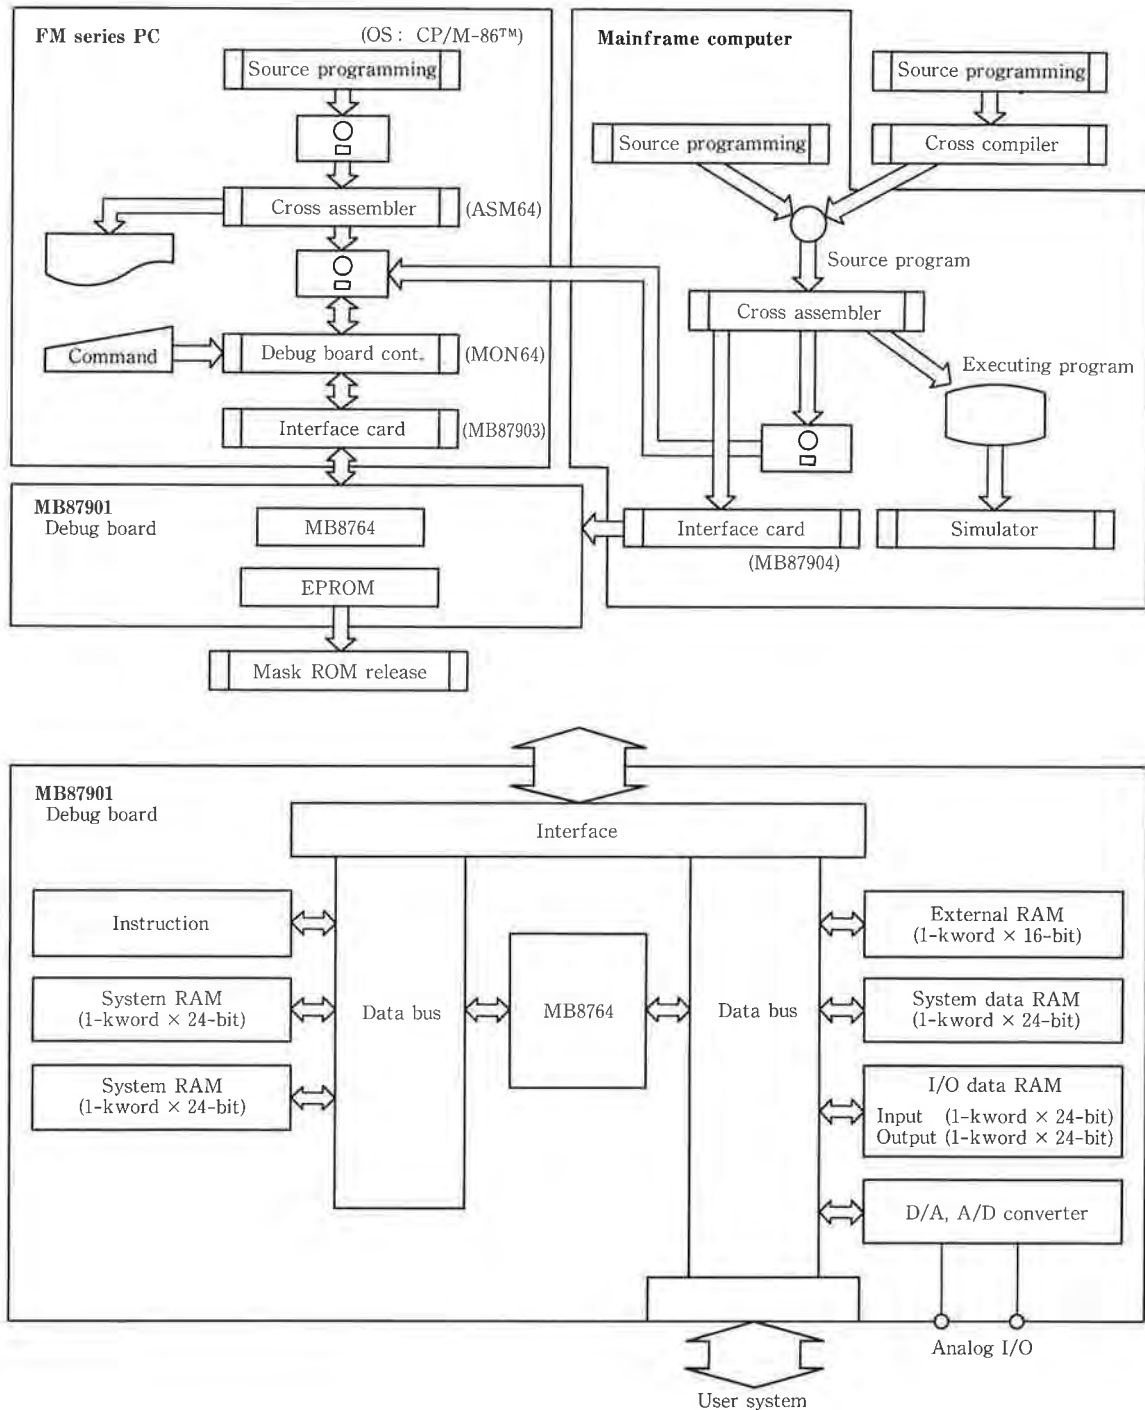 FM series PC
(OS : CP/M-86™)
Source programming
Cross assembler
(ASM64)
Command
Debug board cont.
(MON64)
Interface card
(MB87903)
Mainframe computer
Source programming
Source programming
Cross compiler
Source program
Cross assembler
Executing program
Interface card
(MB87904)
Simulator
MB87901
Debug board
MB8764
EPROM
Mask ROM release
MB87901
Debug board
Interface
Instruction
System RAM
(1-kword × 24-bit)
System RAM
(1-kword × 24-bit)
Data bus
MB8764
Data bus
External RAM
(1-kword × 16-bit)
System data RAM
(1-kword × 24-bit)
I/O data RAM
Input (1-kword × 24-bit)
Output (1-kword × 24-bit)
D/A, A/D converter
Analog I/O
User system